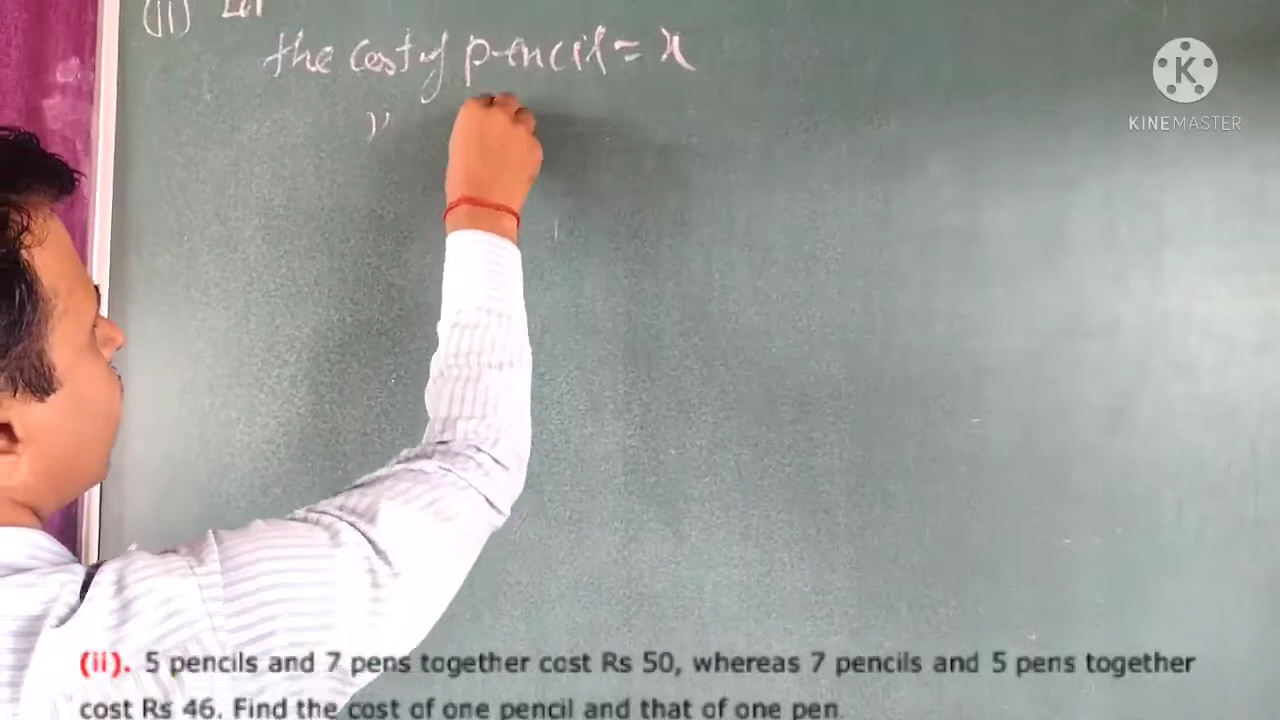 (ii) Let
the cost of pencil = x
"
KINEMASTER
(ii). 5 pencils and 7 pens together cost Rs 50, whereas 7 pencils and 5 pens together
cost Rs 46. Find the cost of one pencil and that of one pen.